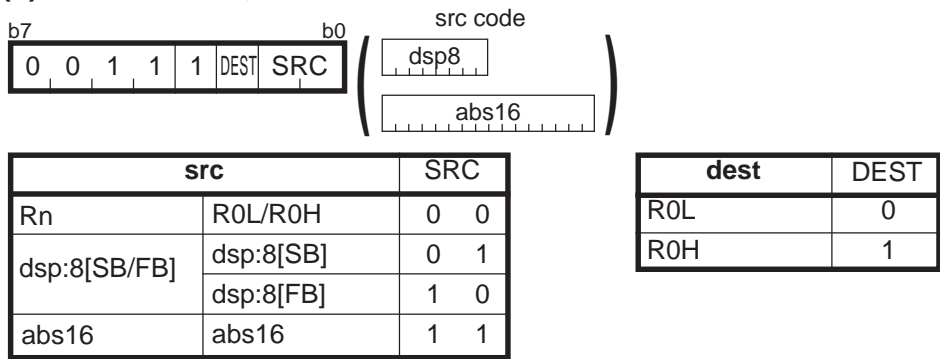 b7 b0 src code
0 0 1 1 1 DEST SRC
dsp8
abs16
src SRC
Rn R0L/R0H 0 0
dsp:8[SB/FB] dsp:8[SB] 0 1
dsp:8[FB] 1 0
abs16 abs16 1 1
dest DEST
R0L 0
R0H 1